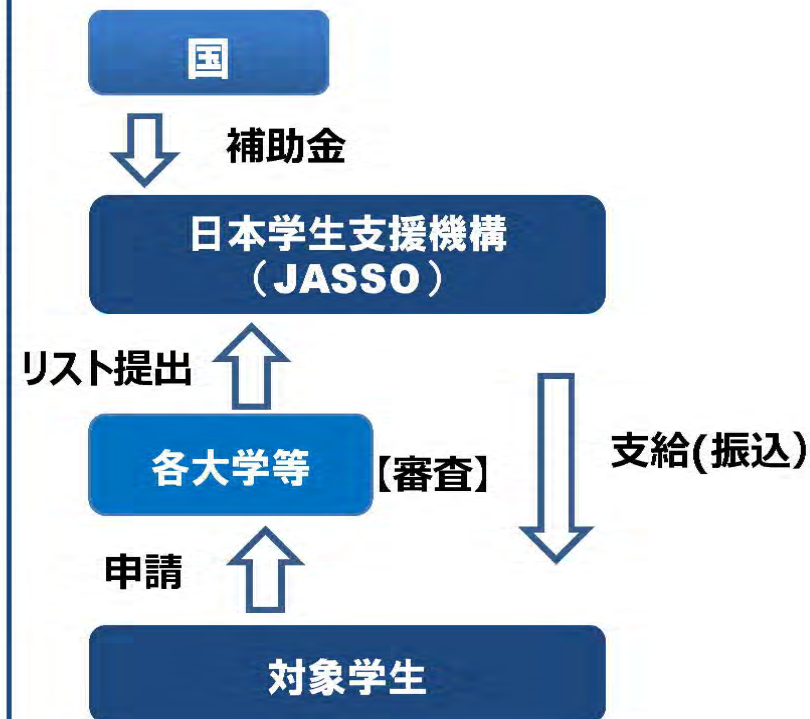 国
補助金
日本学生支援機構
（JASSO）
リスト提出
各大学等
【審査】
支給(振込）
申請
対象学生